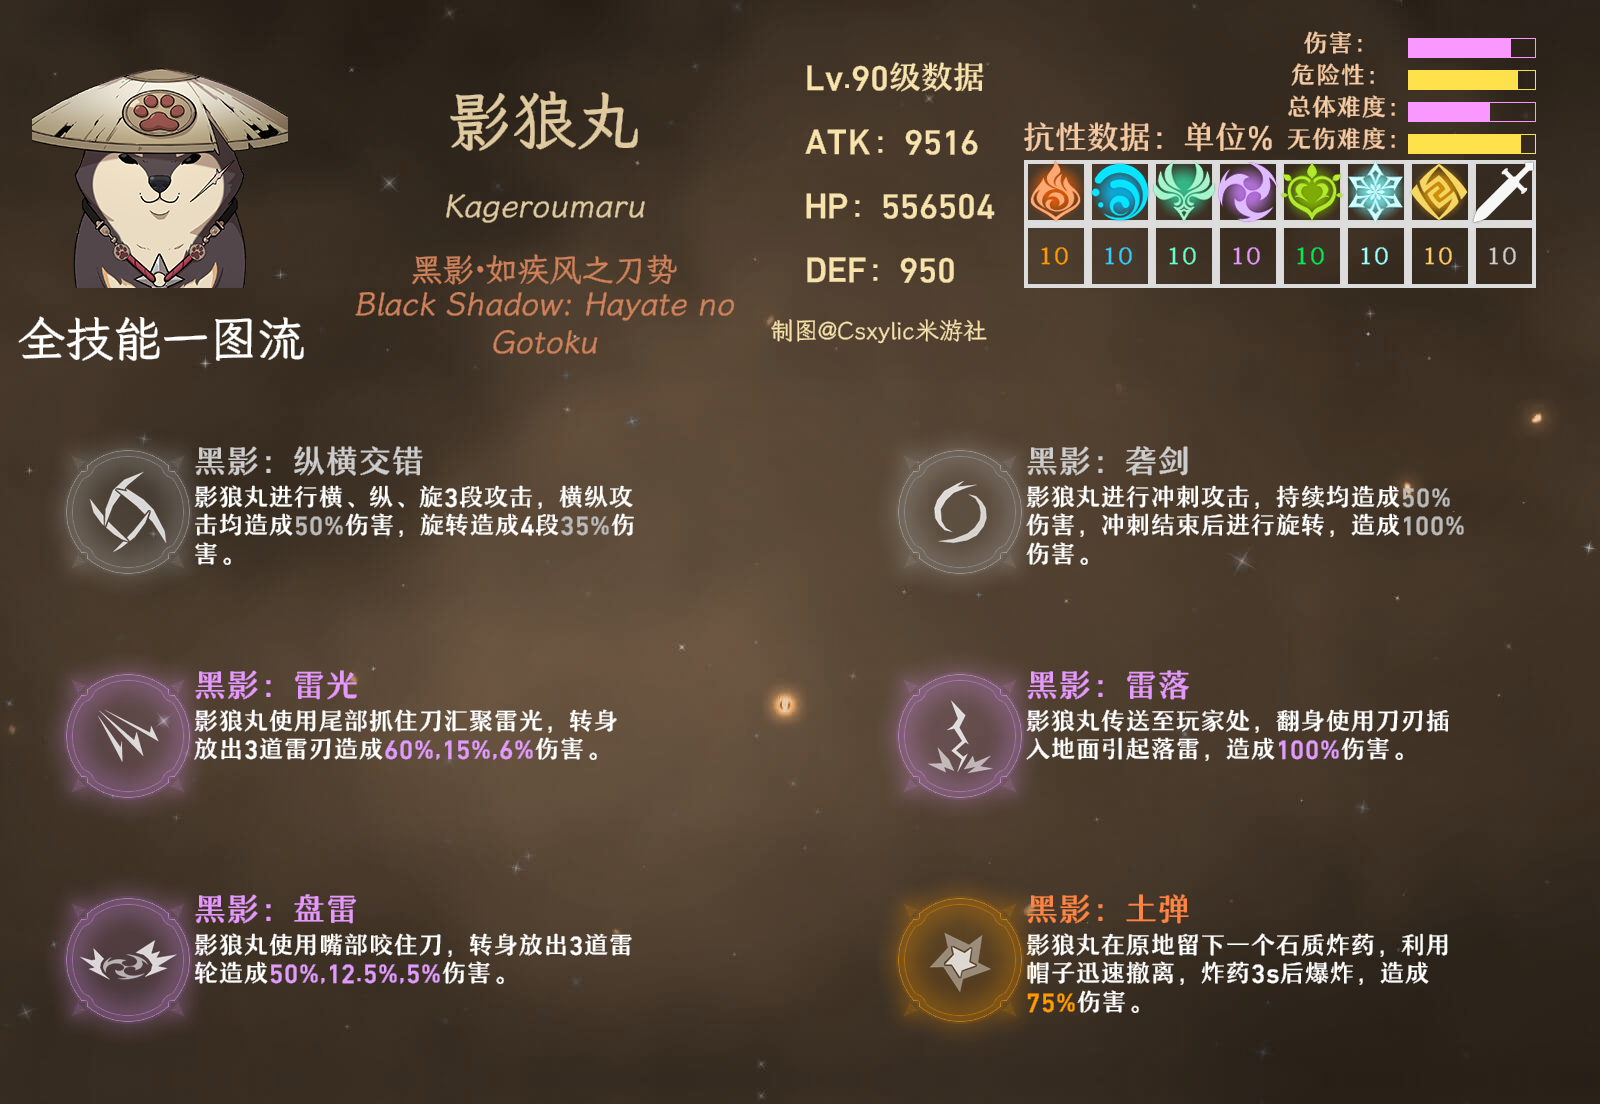 影狼丸
Kageroumaru
黑影·如疾风之刀势
Black Shadow: Hayate no
Gotoku
全技能一图流
Lv.90级数据
ATK：9516
HP：556504
DEF：950
制图@Csxylic米游社
伤害：
危险性：
总体难度：
无伤难度：
抗性数据：单位%
10 10 10 10 10 10 10 10
黑影：纵横交错
影狼丸进行横、纵、旋3段攻击，横纵攻
击均造成50%伤害，旋转造成4段35%伤
害。
黑影：砻剑
影狼丸进行冲刺攻击，持续均造成50%
伤害，冲刺结束后进行旋转，造成100%
伤害。
黑影：雷光
影狼丸使用尾部抓住刀汇聚雷光，转身
放出3道雷刃造成60%,15%,6%伤害。
黑影：雷落
影狼丸传送至玩家处，翻身使用刀刃插
入地面引起落雷，造成100%伤害。
黑影：盘雷
影狼丸使用嘴部咬住刀，转身放出3道雷
轮造成50%,12.5%,5%伤害。
黑影：土弹
影狼丸在原地留下一个石质炸药，利用
帽子迅速撤离，炸药3s后爆炸，造成
75%伤害。